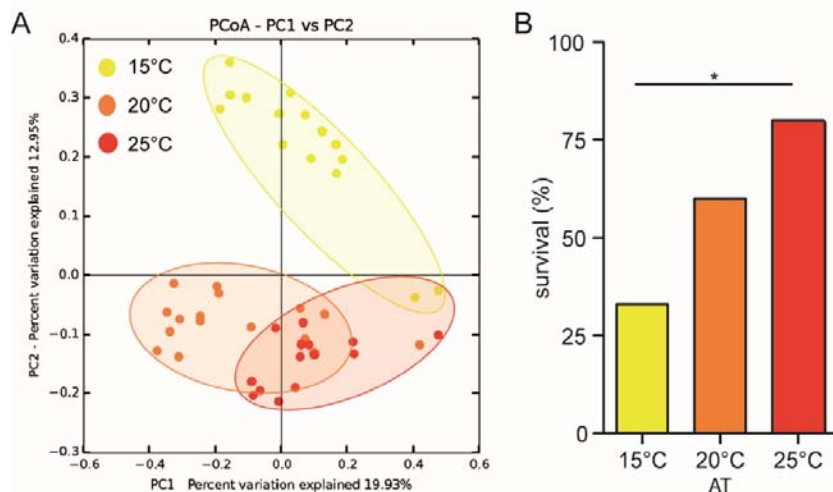 A
PCoA - PC1 vs PC2
15°C
20°C
25°C
0.4
0.3
0.2
0.1
0.0
−0.1
−0.2
−0.3
−0.6
−0.4
−0.2
0.0
0.2
0.4
0.6
PC2 - Percent variation explained 12.95%
PC1 Percent variation explained 19.93%
B
100
75
50
25
0
survival (%)
*
15°C
20°C
25°C
AT